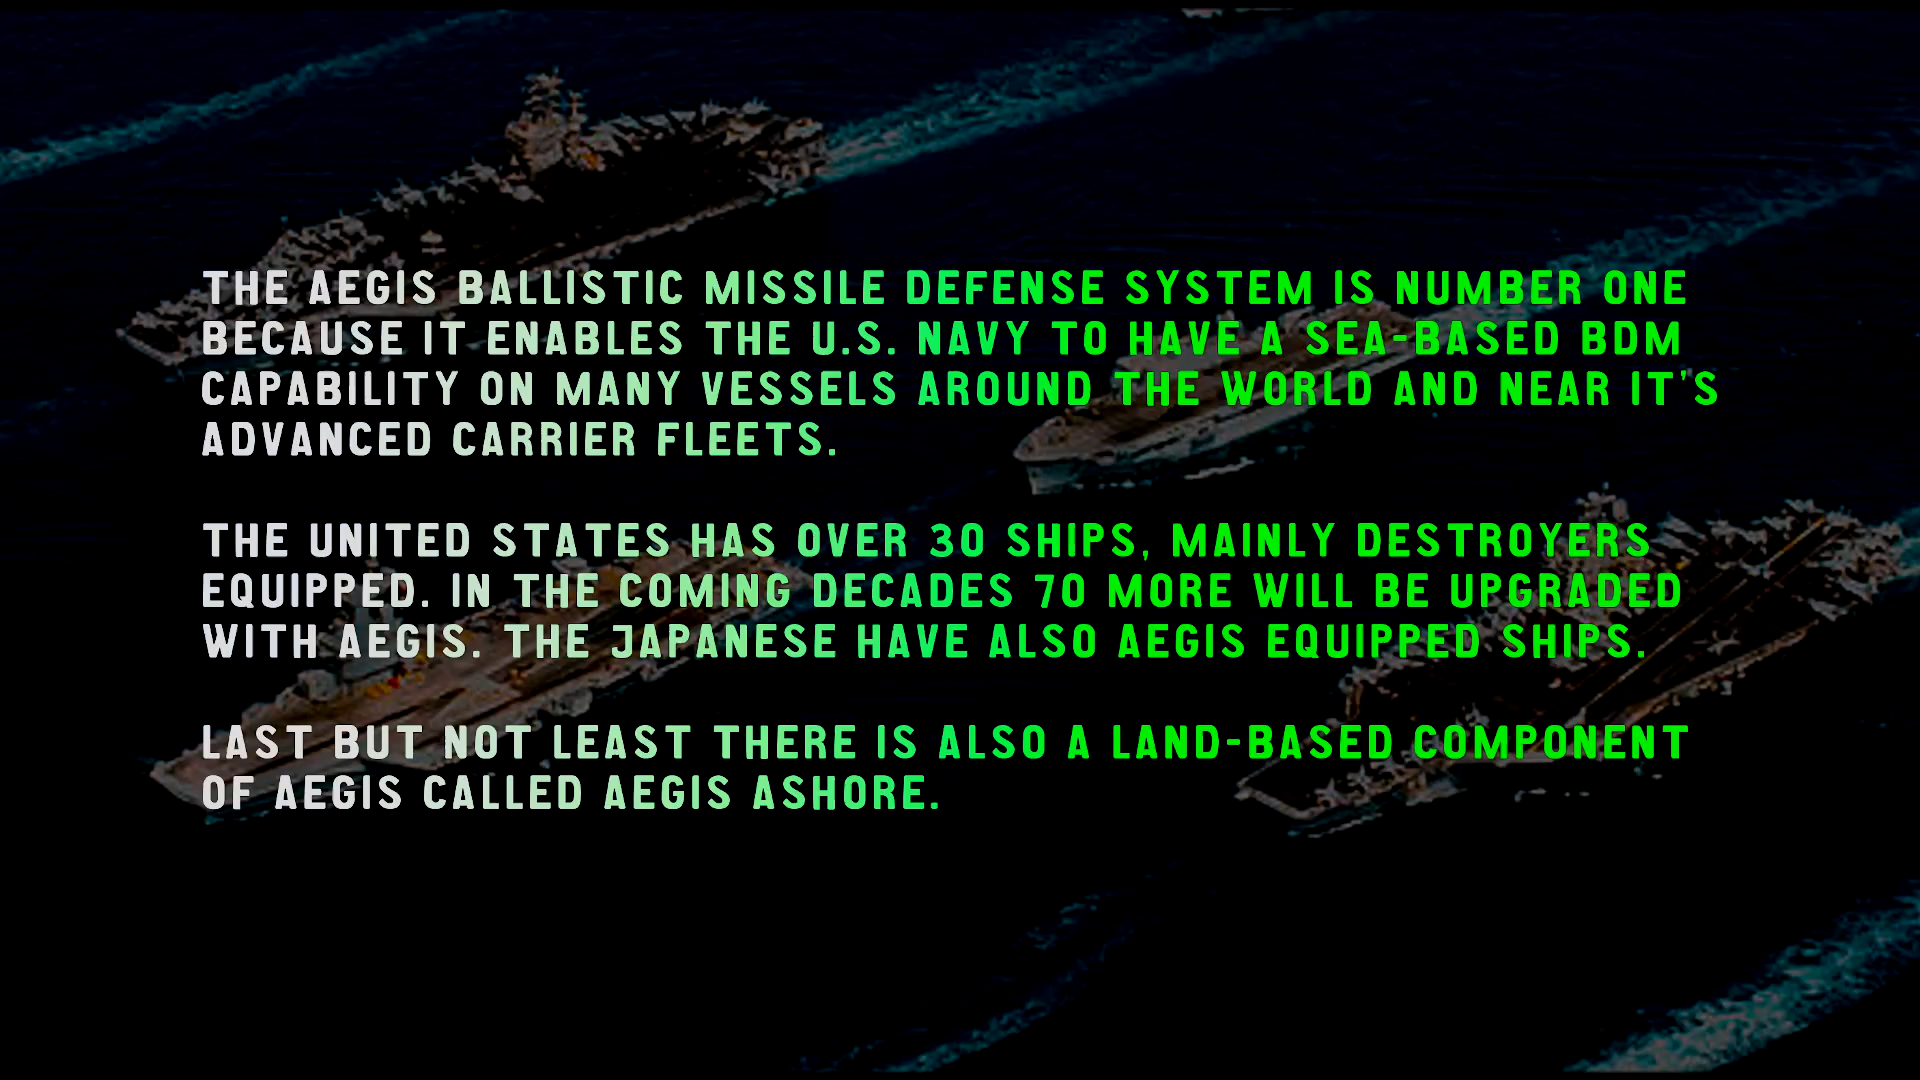 THE AEGIS BALLISTIC MISSILE DEFENSE SYSTEM IS NUMBER ONE
BECAUSE IT ENABLES THE U.S. NAVY TO HAVE A SEA-BASED BDM
CAPABILITY ON MANY VESSELS AROUND THE WORLD AND NEAR IT'S
ADVANCED CARRIER FLEETS.
THE UNITED STATES HAS OVER 30 SHIPS, MAINLY DESTROYERS
EQUIPPED. IN THE COMING DECADES 70 MORE WILL BE UPGRADED
WITH AEGIS. THE JAPANESE HAVE ALSO AEGIS EQUIPPED SHIPS.
LAST BUT NOT LEAST THERE IS ALSO A LAND-BASED COMPONENT
OF AEGIS CALLED AEGIS ASHORE.